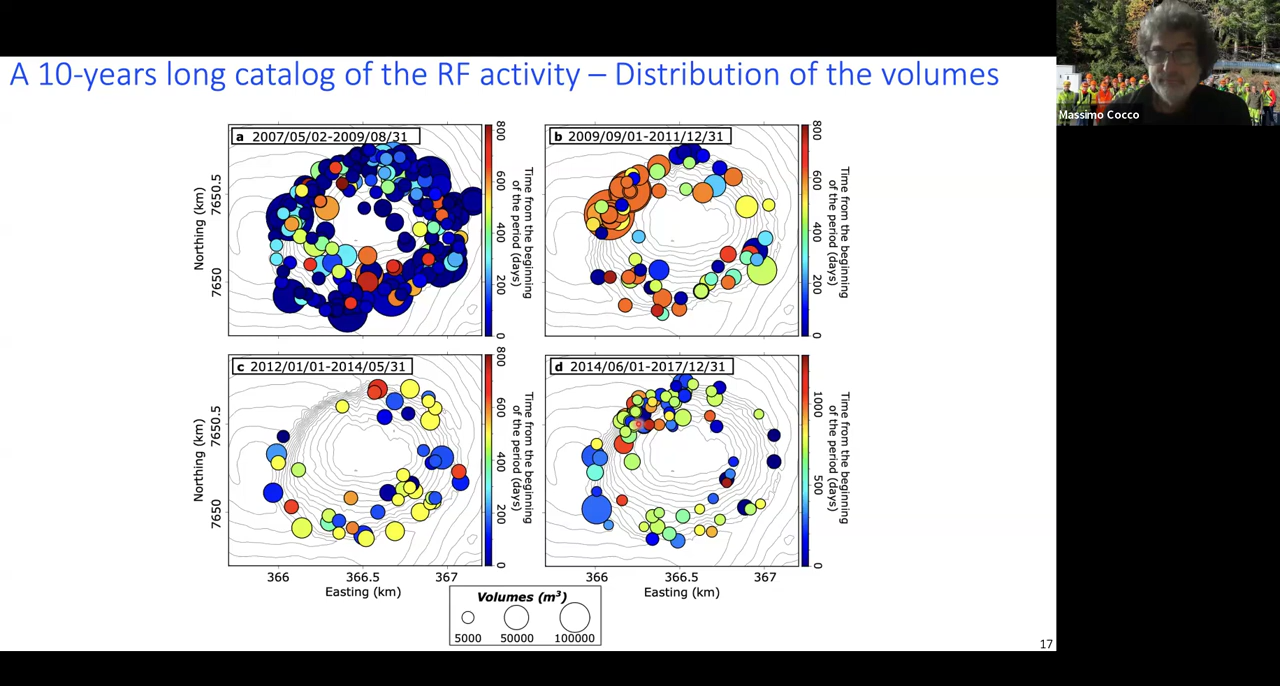 A 10-years long catalog of the RF activity – Distribution of the volumes
Massimo Cocco
a 2007/05/02-2009/08/31
800
600
400
200
0
Time from the beginning
of the period (days)
Northing (km)
7650.5
7650
b 2009/09/01-2011/12/31
800
600
400
200
0
Time from the beginning
of the period (days)
c 2012/01/01-2014/05/31
800
600
400
200
0
Time from the beginning
of the period (days)
Northing (km)
7650.5
7650
366
366.5
367
Easting (km)
d 2014/06/01-2017/12/31
1000
500
0
Time from the beginning
of the period (days)
366
366.5
367
Easting (km)
Volumes (m³)
5000 50000 100000
17